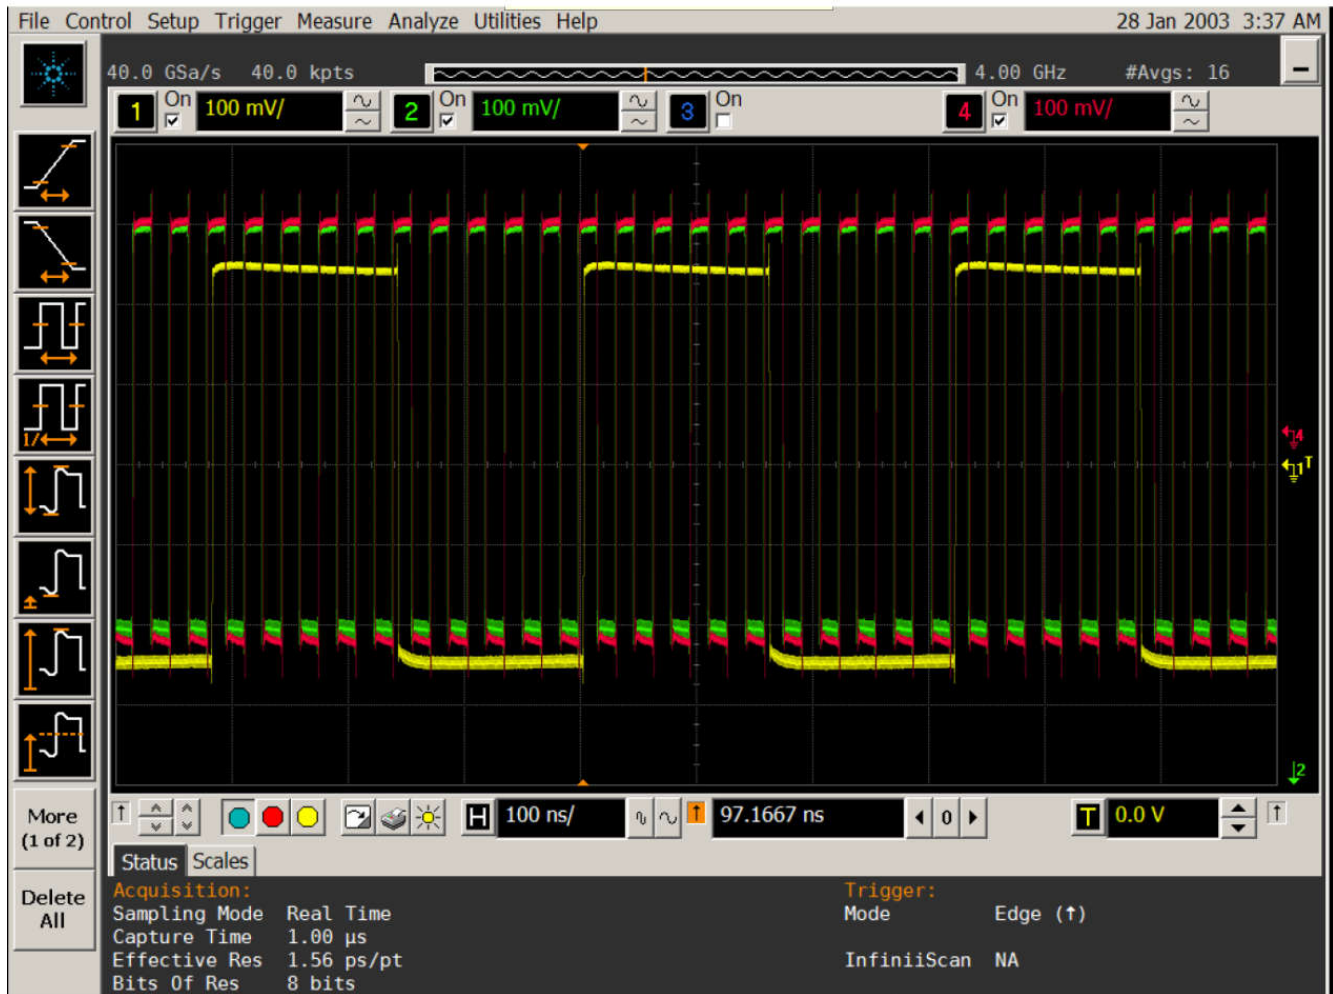 File Control Setup Trigger Measure Analyze Utilities Help 28 Jan 2003 3:37 AM
40.0 GSa/s 40.0 kpts 4.00 GHz #Avgs: 16
1 On 100 mV/ 2 On 100 mV/ 3 On 4 On 100 mV/
1/
4
1 T
2
More
(1 of 2)
H 100 ns/ 97.1667 ns 0 T 0.0 V
Delete
All
Status Scales
Acquisition: Trigger:
Sampling Mode Real Time Mode Edge (↑)
Capture Time 1.00 µs
Effective Res 1.56 ps/pt InfiniiScan NA
Bits Of Res 8 bits